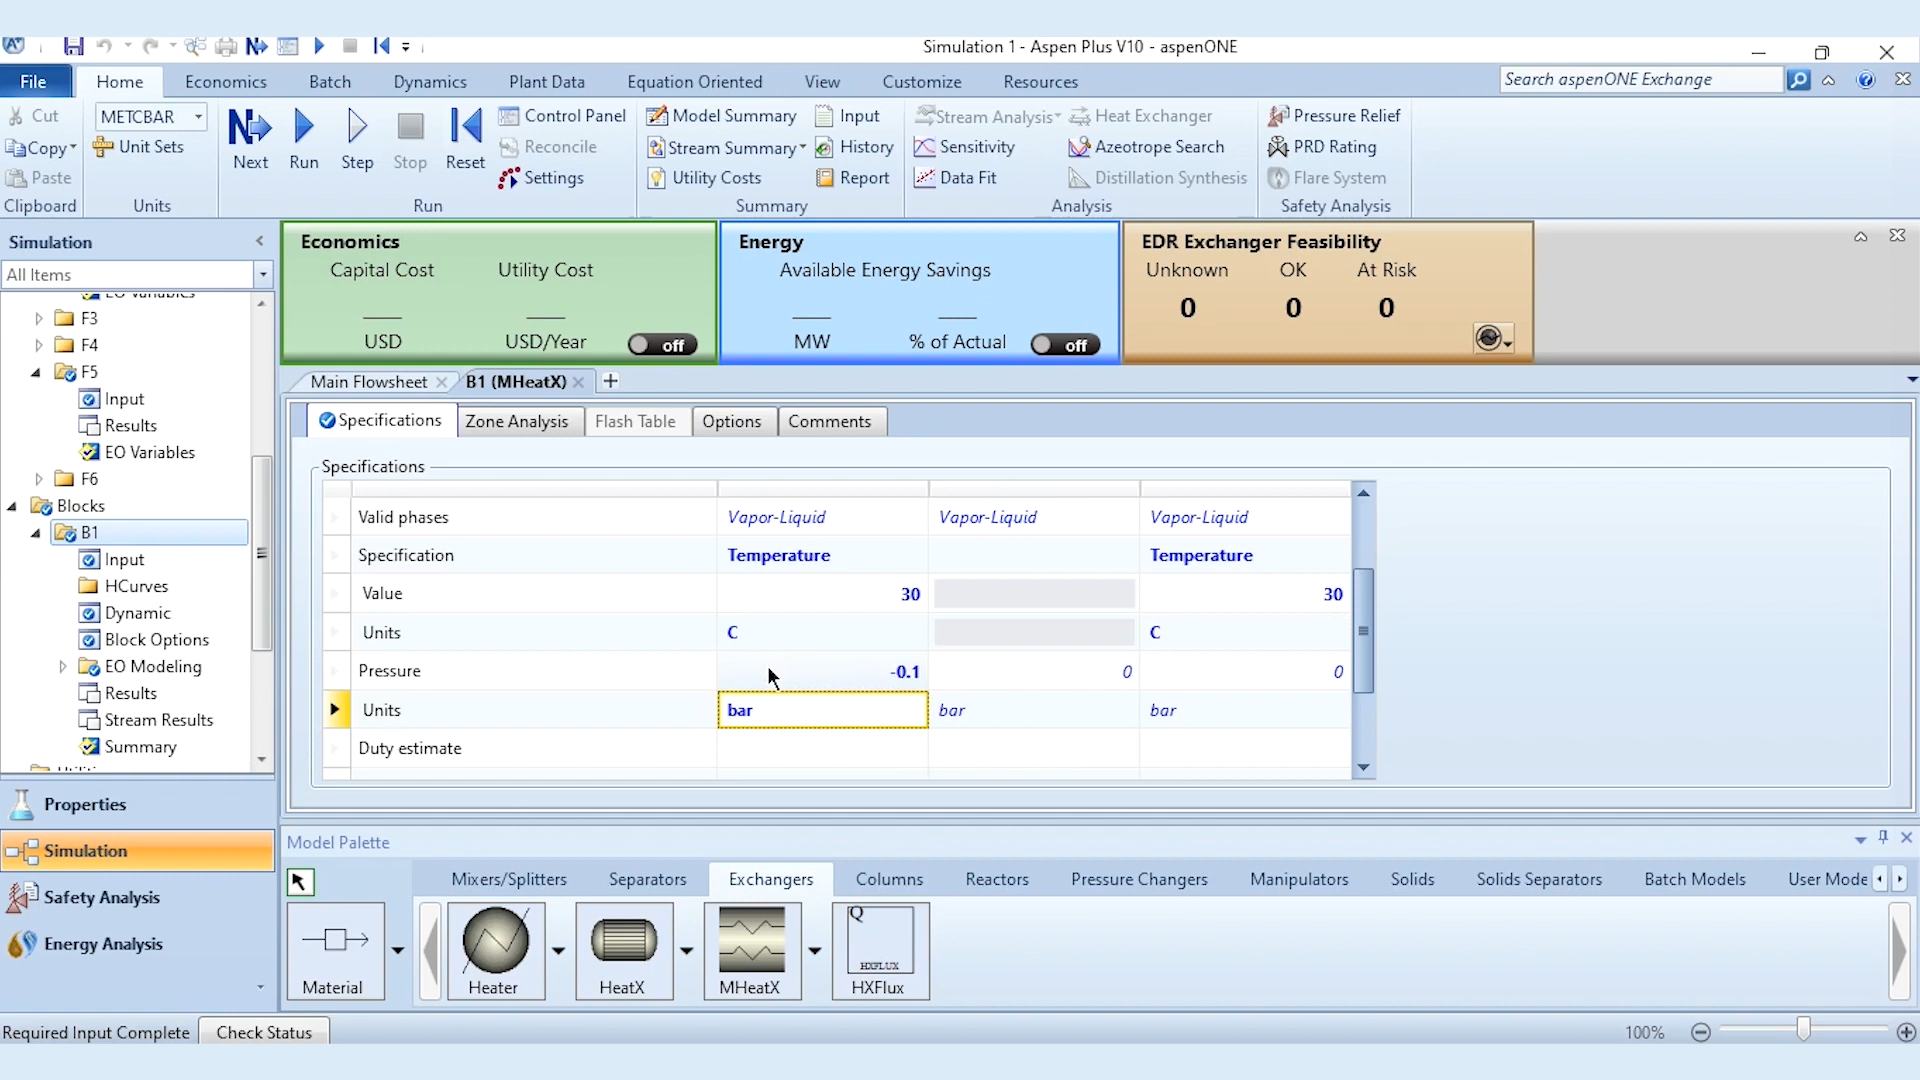 Simulation 1 - Aspen Plus V10 - aspenONE
File Home Economics Batch Dynamics Plant Data Equation Oriented View Customize Resources Search aspenONE Exchange
Cut METCBAR Control Panel Model Summary Input Stream Analysis Heat Exchanger Pressure Relief
Copy Unit Sets Next Run Step Stop Reset Reconcile Stream Summary History Sensitivity Azeotrope Search PRD Rating
Paste Settings Utility Costs Report Data Fit Distillation Synthesis Flare System
Clipboard Units Run Summary Analysis Safety Analysis
Simulation
All Items
EO Variables
F3
F4
F5
Input
Results
EO Variables
F6
Blocks
B1
Input
HCurves
Dynamic
Block Options
EO Modeling
Results
Stream Results
Summary
Properties
Simulation
Safety Analysis
Energy Analysis
Economics
Capital Cost Utility Cost
USD USD/Year off
Energy
Available Energy Savings
MW % of Actual off
EDR Exchanger Feasibility
Unknown OK At Risk
0 0 0
Main Flowsheet B1 (MHeatX)
Specifications Zone Analysis Flash Table Options Comments
Specifications
Valid phases Vapor-Liquid Vapor-Liquid Vapor-Liquid
Specification Temperature Temperature
Value 30 30
Units C C
Pressure -0.1 0 0
Units bar bar bar
Duty estimate
Model Palette
Mixers/Splitters Separators Exchangers Columns Reactors Pressure Changers Manipulators Solids Solids Separators Batch Models User Mode
Q
HXFLUX
Material Heater HeatX MHeatX HXFlux
Required Input Complete Check Status 100%